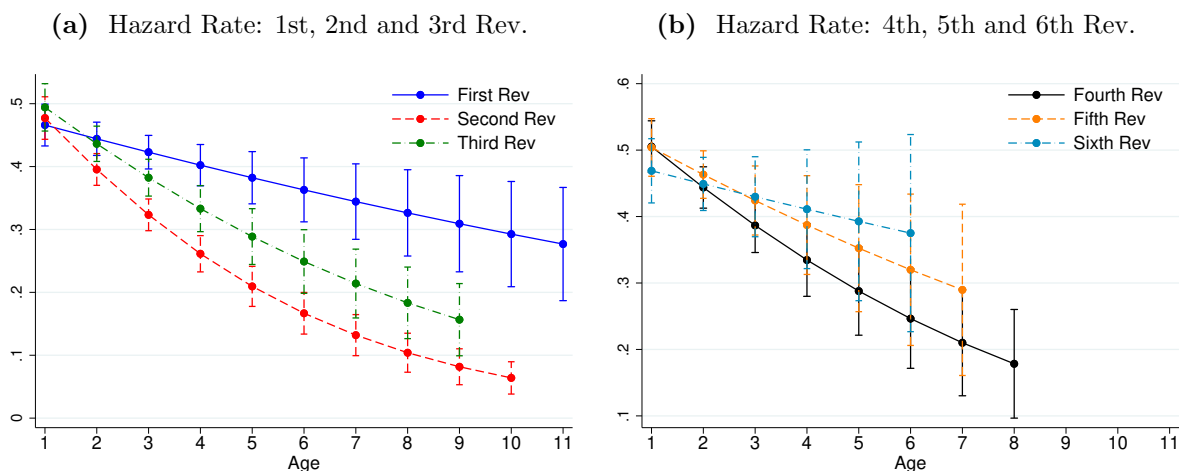 (a) Hazard Rate: 1st, 2nd and 3rd Rev.
.5
.4
.3
.2
.1
0
First Rev
Second Rev
Third Rev
1 2 3 4 5 6 7 8 9 10 11
Age
(b) Hazard Rate: 4th, 5th and 6th Rev.
.6
.5
.4
.3
.2
.1
Fourth Rev
Fifth Rev
Sixth Rev
1 2 3 4 5 6 7 8 9 10 11
Age